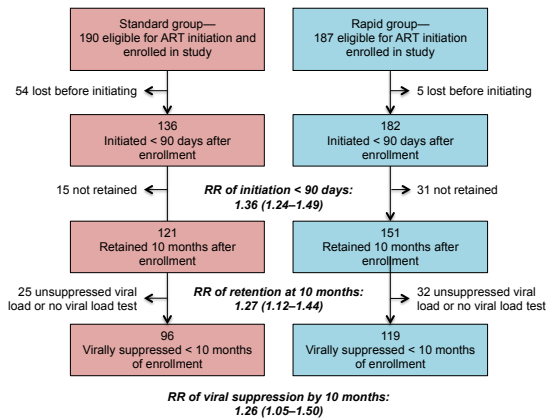 Standard group—
190 eligible for ART initiation and
enrolled in study
Rapid group—
187 eligible for ART initiation
enrolled in study
54 lost before initiating
5 lost before initiating
136
Initiated < 90 days after
enrollment
182
Initiated < 90 days after
enrollment
15 not retained
RR of initiation < 90 days:
1.36 (1.24–1.49)
31 not retained
121
Retained 10 months after
enrollment
151
Retained 10 months after
enrollment
25 unsuppressed viral
load or no viral load test
RR of retention at 10 months:
1.27 (1.12–1.44)
32 unsuppressed viral
load or no viral load test
96
Virally suppressed < 10 months
of enrollment
119
Virally suppressed < 10 months
of enrollment
RR of viral suppression by 10 months:
1.26 (1.05–1.50)